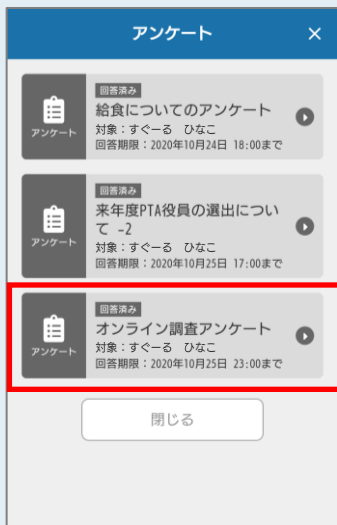 アンケート ×
回答済み
給食についてのアンケート
対象：すぐーる　ひなこ
アンケート
回答期限：2020年10月24日 18:00まで
回答済み
来年度PTA役員の選出につい
て -2
アンケート
対象：すぐーる　ひなこ
回答期限：2020年10月25日 17:00まで
回答済み
オンライン調査アンケート
対象：すぐーる　ひなこ
アンケート
回答期限：2020年10月25日 23:00まで
閉じる